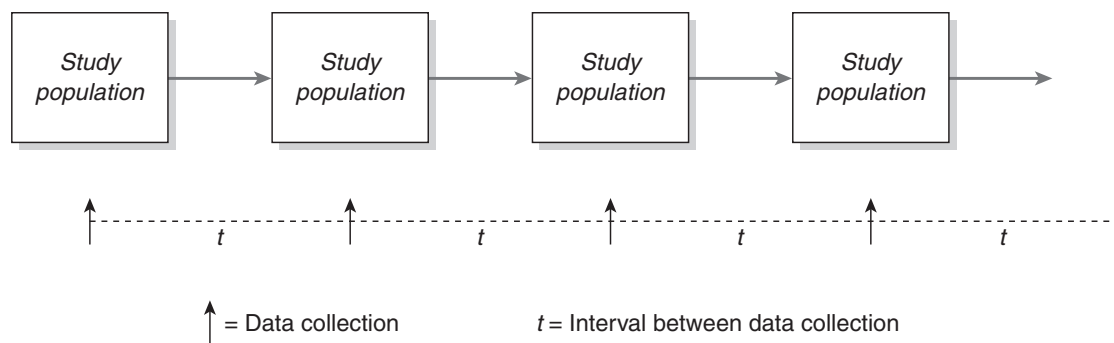 Study
population
Study
population
Study
population
Study
population
t
t
t
t
= Data collection
t = Interval between data collection